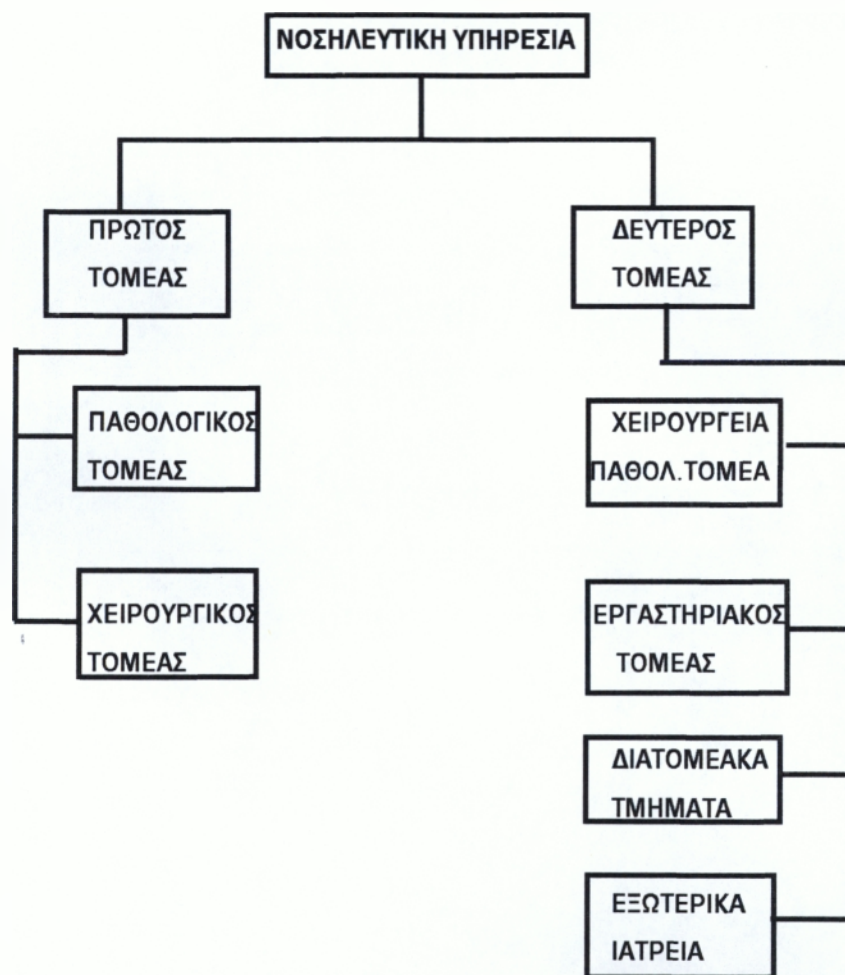 ΝΟΣΗΛΕΥΤΙΚΗ ΥΠΗΡΕΣΙΑ
ΠΡΩΤΟΣ
ΤΟΜΕΑΣ
ΔΕΥΤΕΡΟΣ
ΤΟΜΕΑΣ
ΠΑΘΟΛΟΓΙΚΟΣ
ΤΟΜΕΑΣ
ΧΕΙΡΟΥΡΓΕΙΑ
ΠΑΘΟΛ.ΤΟΜΕΑ
ΧΕΙΡΟΥΡΓΙΚΟΣ
ΤΟΜΕΑΣ
ΕΡΓΑΣΤΗΡΙΑΚΟΣ
ΤΟΜΕΑΣ
ΔΙΑΤΟΜΕΑΚΑ
ΤΜΗΜΑΤΑ
ΕΞΩΤΕΡΙΚΑ
ΙΑΤΡΕΙΑ